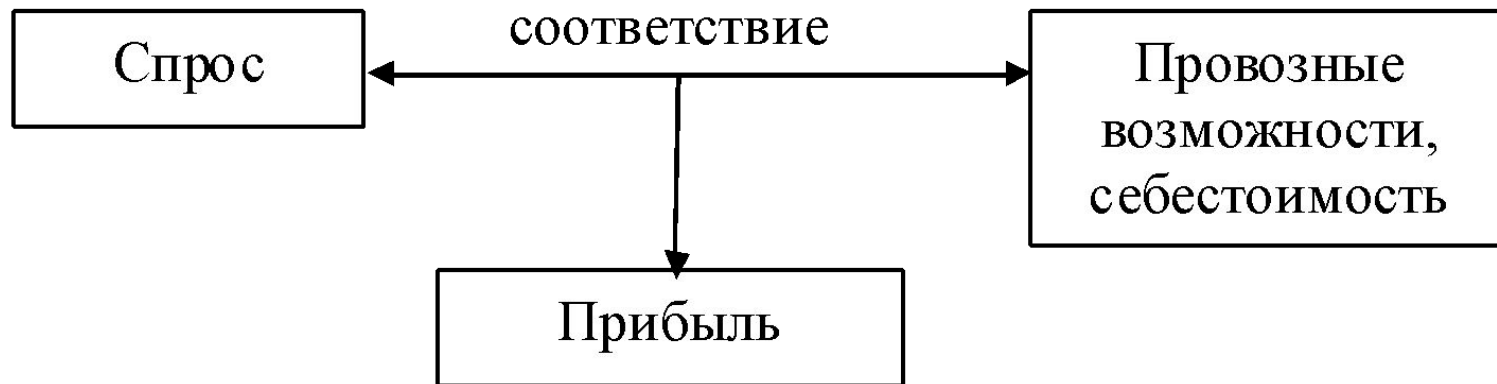 соответствие
Спрос
Провозные
возможности,
себестоимость
Прибыль